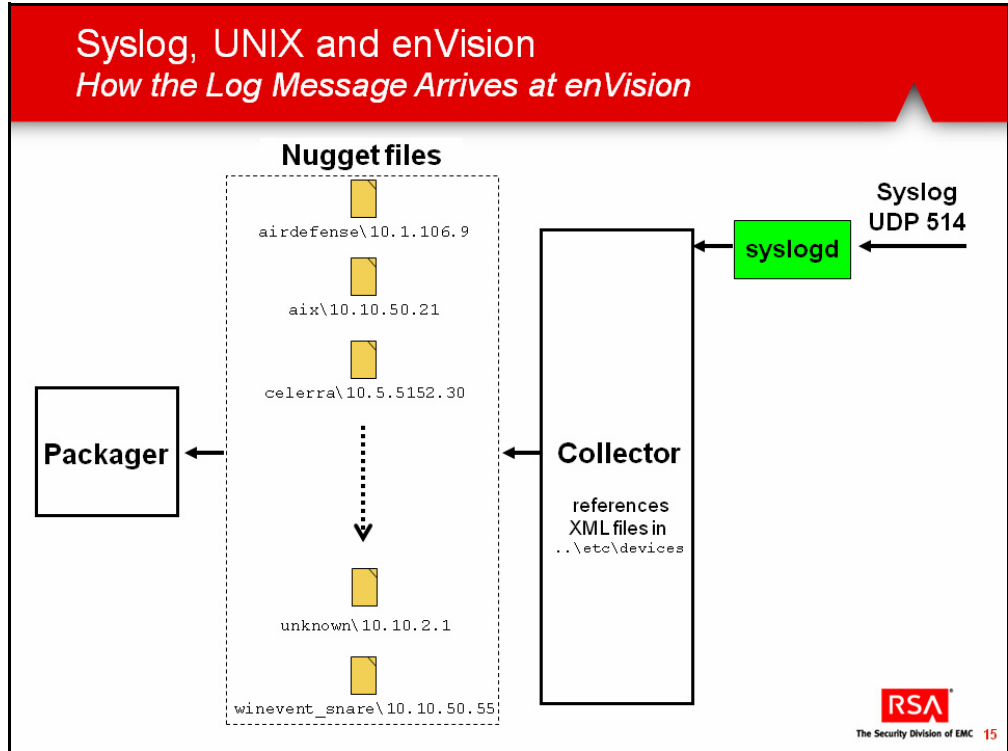 Syslog, UNIX and enVision
How the Log Message Arrives at enVision
Nugget files
airdefense\10.1.106.9
aix\10.10.50.21
celerra\10.5.5152.30
unknown\10.10.2.1
winevent_snare\10.10.50.55
Packager
Collector
references
XML files in
..\etc\devices
syslogd
Syslog
UDP 514
RSA
The Security Division of EMC 15